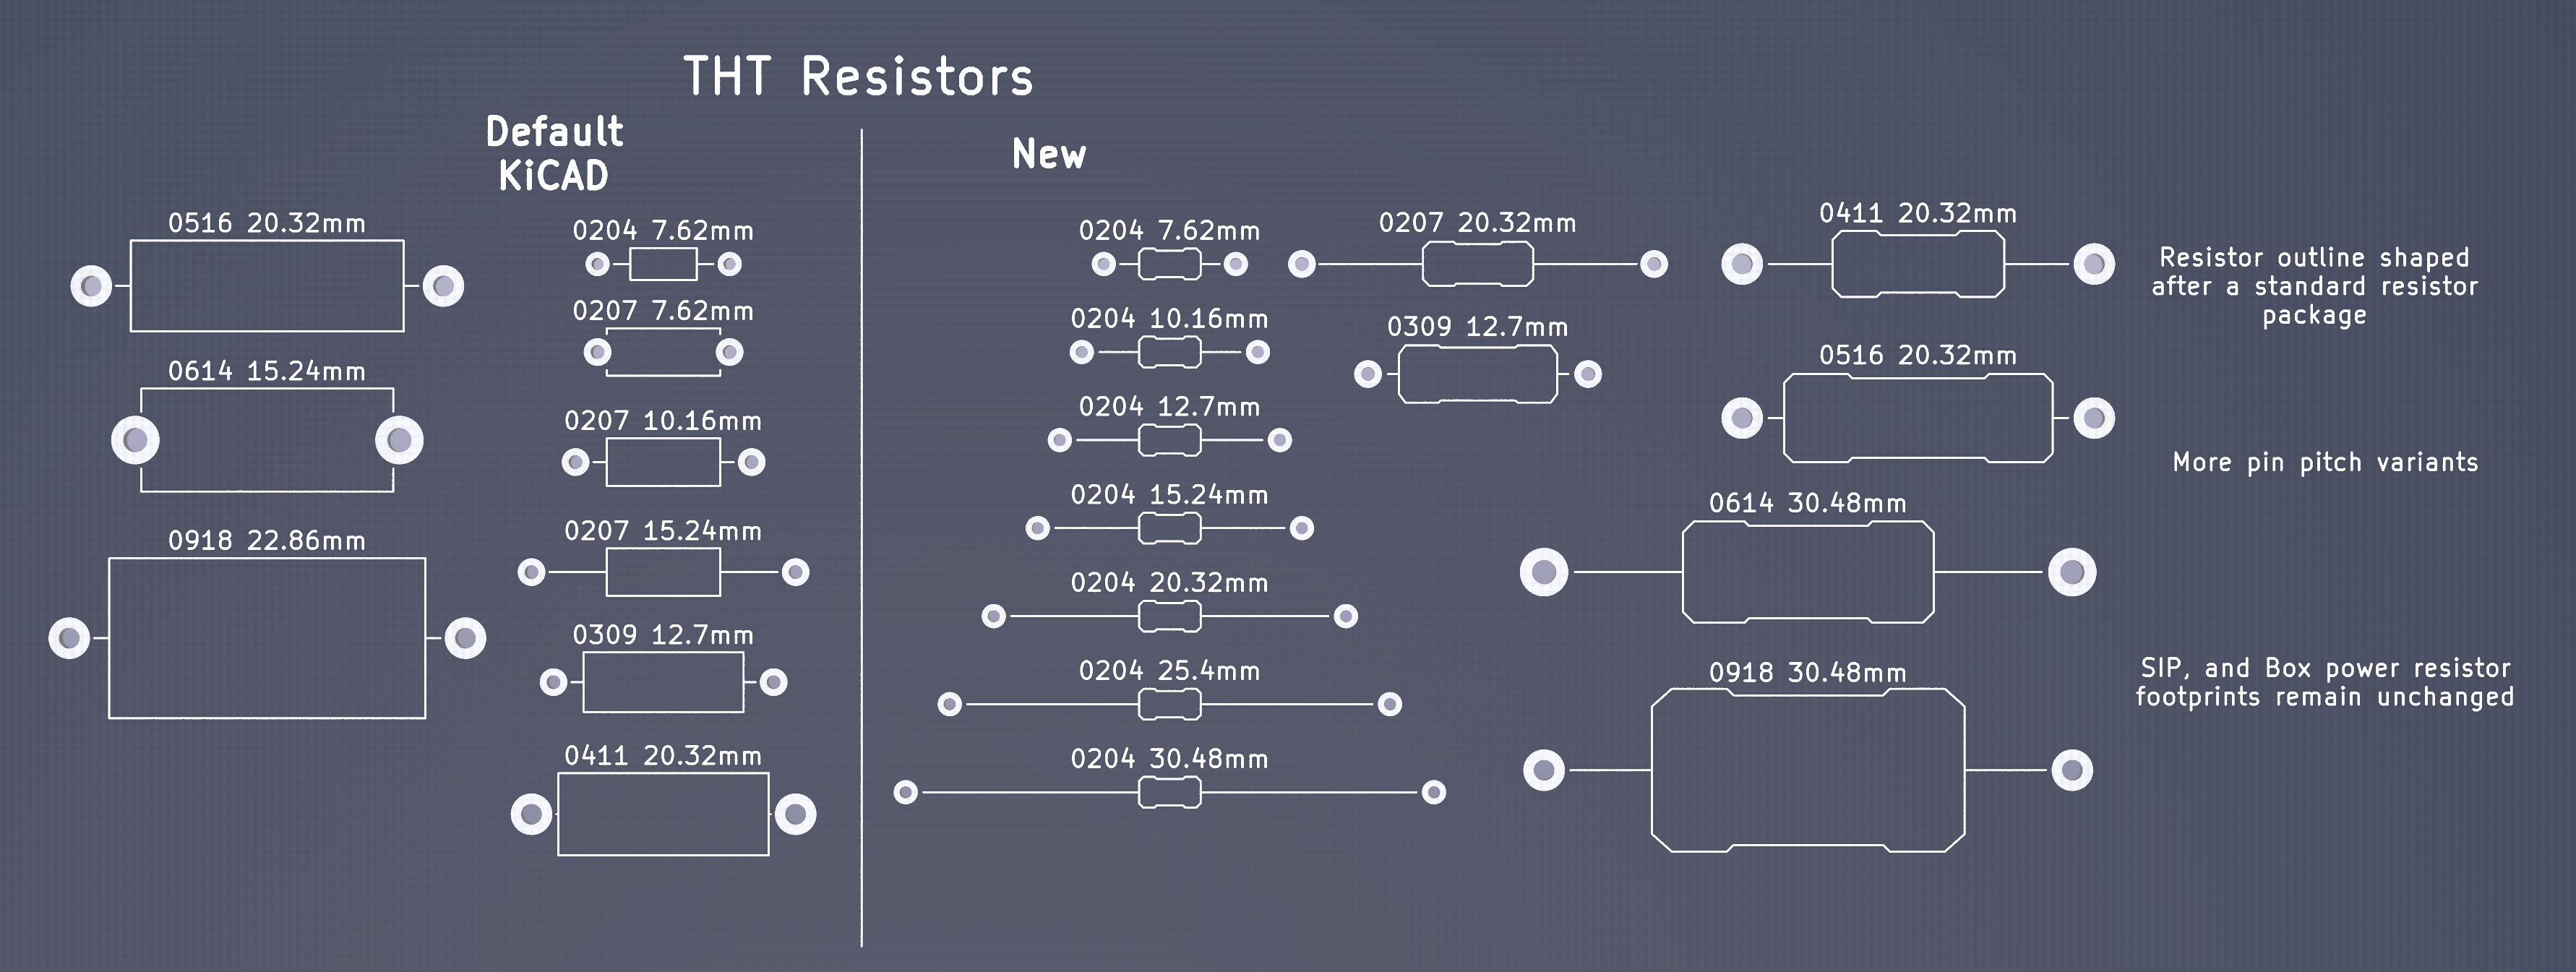 THT Resistors
Default
KiCAD
0516 20.32mm
0614 15.24mm
0918 22.86mm
0204 7.62mm
0207 7.62mm
0207 10.16mm
0207 15.24mm
0309 12.7mm
0411 20.32mm
New
0204 7.62mm
0204 10.16mm
0204 12.7mm
0204 15.24mm
0204 20.32mm
0204 25.4mm
0204 30.48mm
0207 20.32mm
0309 12.7mm
0411 20.32mm
0516 20.32mm
0614 30.48mm
0918 30.48mm
Resistor outline shaped
after a standard resistor
package
More pin pitch variants
SIP, and Box power resistor
footprints remain unchanged